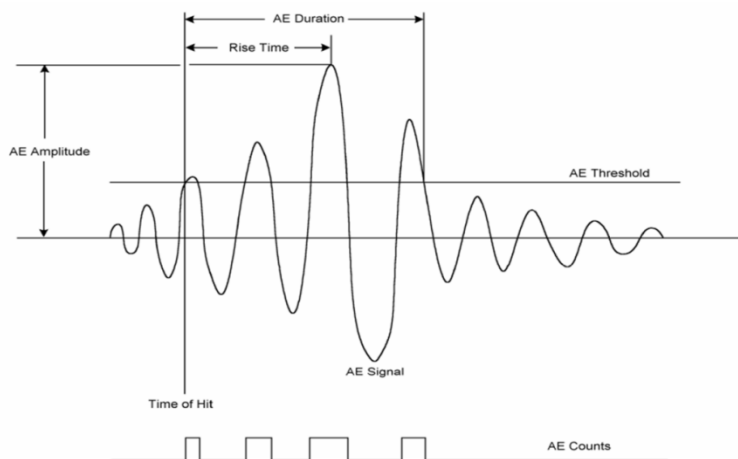 AE Duration
Rise Time
AE Amplitude
AE Threshold
AE Signal
Time of Hit
AE Counts